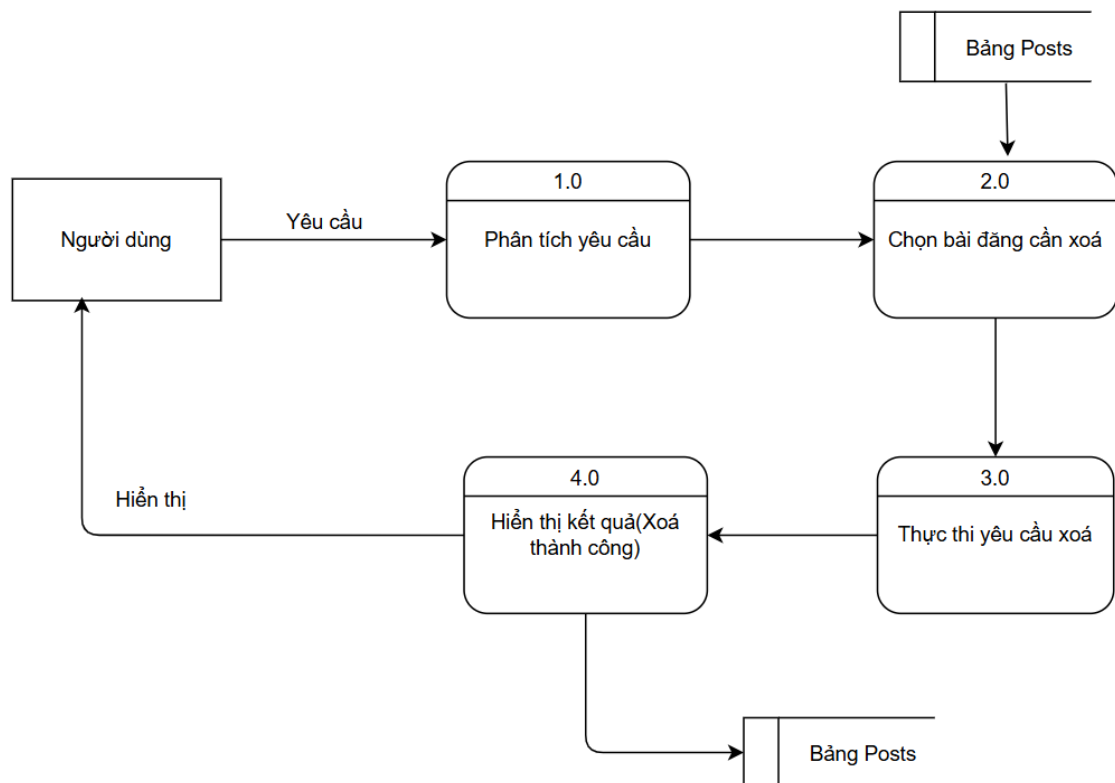 Bảng Posts
1.0
2.0
Người dùng
Yêu cầu
Phân tích yêu cầu
Chọn bài đăng cần xoá
4.0
3.0
Hiển thị
Hiển thị kết quả(Xoá
thành công)
Thực thi yêu cầu xoá
Bảng Posts